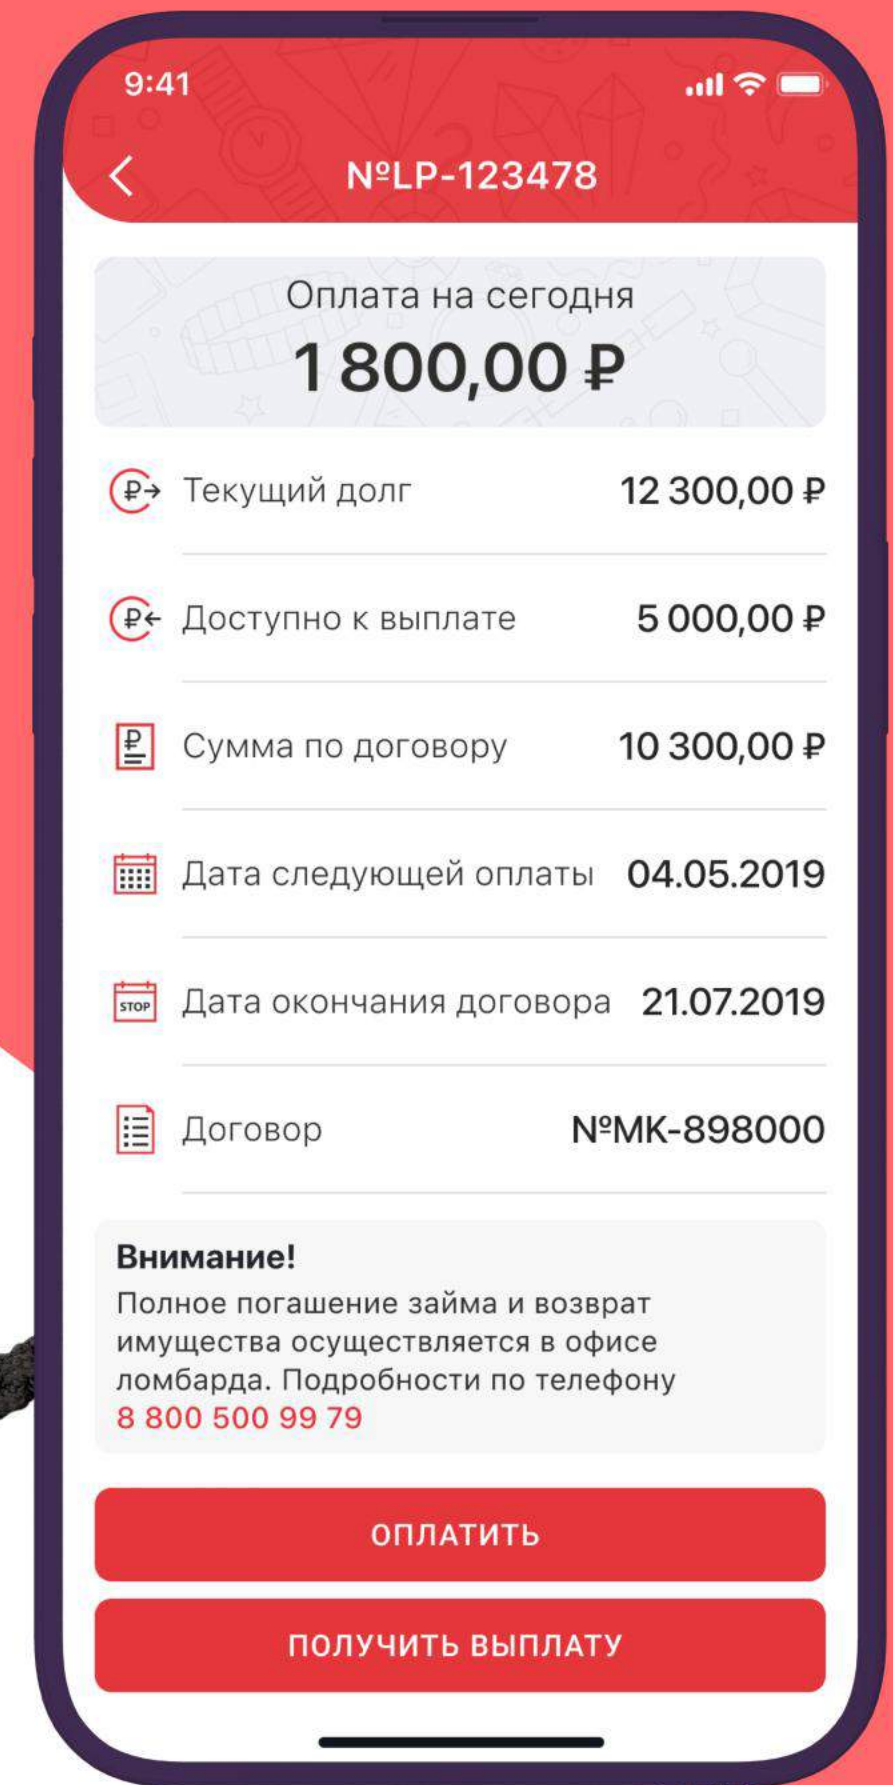 9:41
№LP-123478
Оплата на сегодня
1 800,00 ₽
Текущий долг 12 300,00 ₽
Доступно к выплате 5 000,00 ₽
Сумма по договору 10 300,00 ₽
Дата следующей оплаты 04.05.2019
STOP Дата окончания договора 21.07.2019
Договор №МК-898000
Внимание!
Полное погашение займа и возврат
имущества осуществляется в офисе
ломбарда. Подробности по телефону
8 800 500 99 79
ОПЛАТИТЬ
ПОЛУЧИТЬ ВЫПЛАТУ